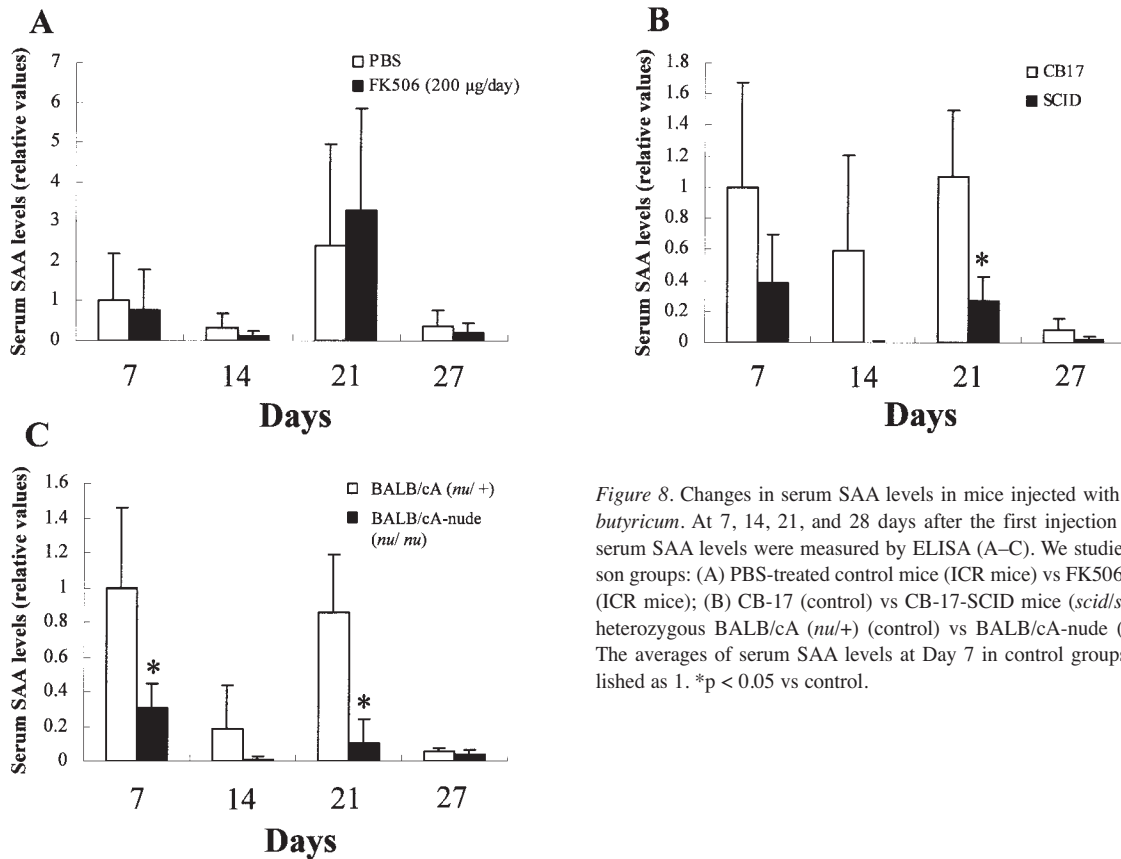 A
Serum SAA levels (relative values)
7
6
5
4
3
2
1
0
PBS
FK506 (200 µg/day)
*
7 14 21 27
Days
B
Serum SAA levels (relative values)
1.8
1.6
1.4
1.2
1
0.8
0.6
0.4
0.2
0
CB17
SCID
*
7 14 21 27
Days
C
Serum SAA levels (relative values)
1.6
1.4
1.2
1
0.8
0.6
0.4
0.2
0
BALB/cA (nu/ +)
BALB/cA-nude
(nu/ nu)
*
*
7 14 21 27
Days
Figure 8. Changes in serum SAA levels in mice injected with
butyricum. At 7, 14, 21, and 28 days after the first injection
serum SAA levels were measured by ELISA (A–C). We studie
son groups: (A) PBS-treated control mice (ICR mice) vs FK506
(ICR mice); (B) CB-17 (control) vs CB-17-SCID mice (scid/s
heterozygous BALB/cA (nu/+) (control) vs BALB/cA-nude (
The averages of serum SAA levels at Day 7 in control groups
lished as 1. *p < 0.05 vs control.